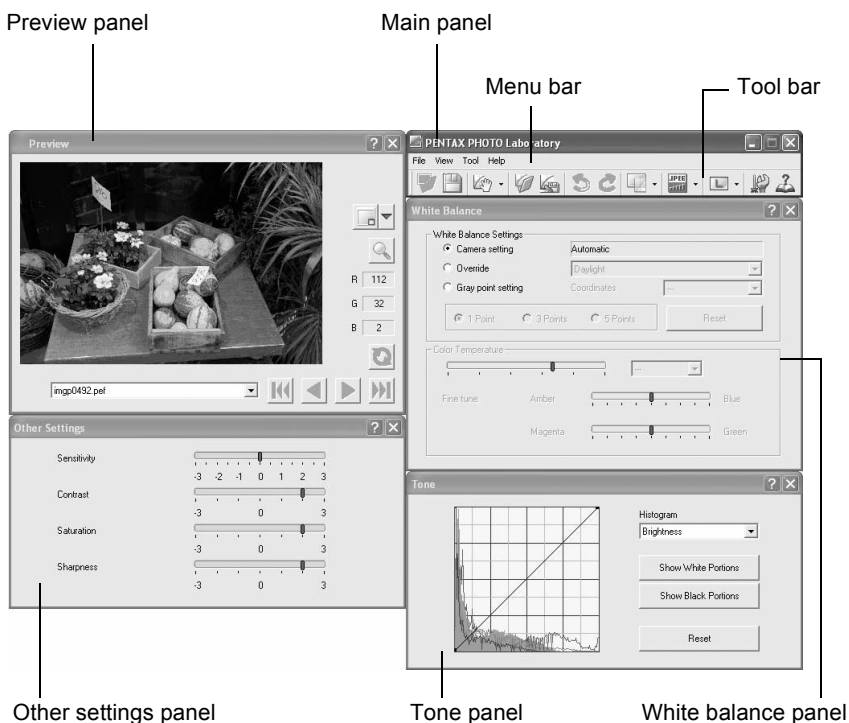 Preview panel
Main panel
Menu bar
Tool bar
Preview
R 112
G 32
B 2
imgp0492.pef
PENTAX PHOTO Laboratory
File View Tool Help
JPEG
White Balance
White Balance Settings
Camera setting Automatic
Override Daylight
Gray point setting Coordinates ---
1 Point 3 Points 5 Points Reset
Color Temperature
---
Fine tune Amber Blue
Magenta Green
Other Settings
Sensitivity
-3 -2 -1 0 1 2 3
Contrast
-3 0 3
Saturation
-3 0 3
Sharpness
-3 0 3
Tone
Histogram
Brightness
Show White Portions
Show Black Portions
Reset
Other settings panel
Tone panel
White balance panel